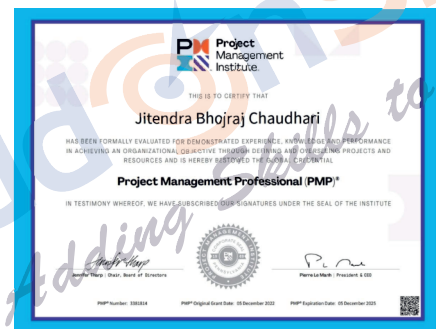 Project
Management
Institute.
THIS IS TO CERTIFY THAT
Jitendra Bhojraj Chaudhari
HAS BEEN FORMALLY EVALUATED FOR DEMONSTRATED EXPERIENCE, KNOWLEDGE AND PERFORMANCE
IN ACHIEVING AN ORGANIZATIONAL OBJECTIVE THROUGH DEFINING AND OVERSEEING PROJECTS AND
RESOURCES AND IS HEREBY BESTOWED THE GLOBAL CREDENTIAL
Project Management Professional (PMP)®
IN TESTIMONY WHEREOF, WE HAVE SUBSCRIBED OUR SIGNATURES UNDER THE SEAL OF THE INSTITUTE
Jennifer Tharp | Chair, Board of Directors
Pierre Le Manh | President & CEO
PMP® Number: 3381814
PMP® Original Grant Date: 05 December 2022
PMP® Expiration Date: 05 December 2025
Adding Skills to